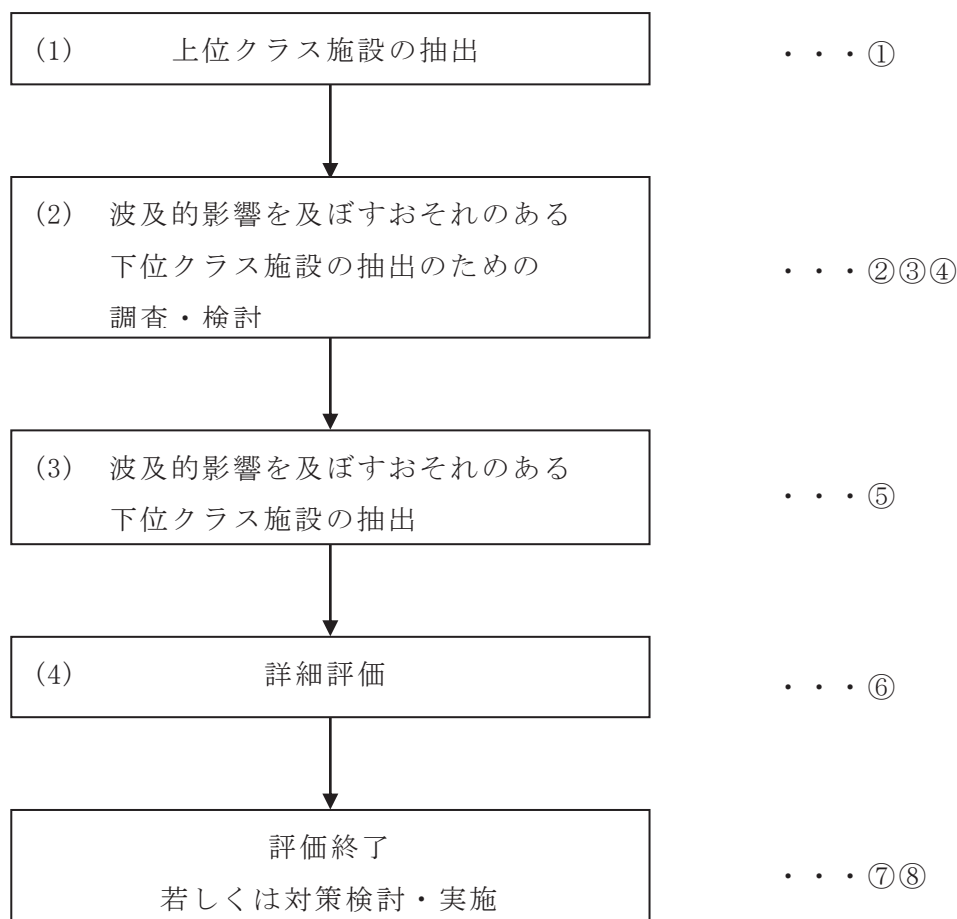 (1) 上位クラス施設の抽出 ・・・①
(2) 波及的影響を及ぼすおそれのある
下位クラス施設の抽出のための ・・・②③④
調査・検討
(3) 波及的影響を及ぼすおそれのある
下位クラス施設の抽出 ・・・⑤
(4) 詳細評価 ・・・⑥
評価終了
若しくは対策検討・実施 ・・・⑦⑧